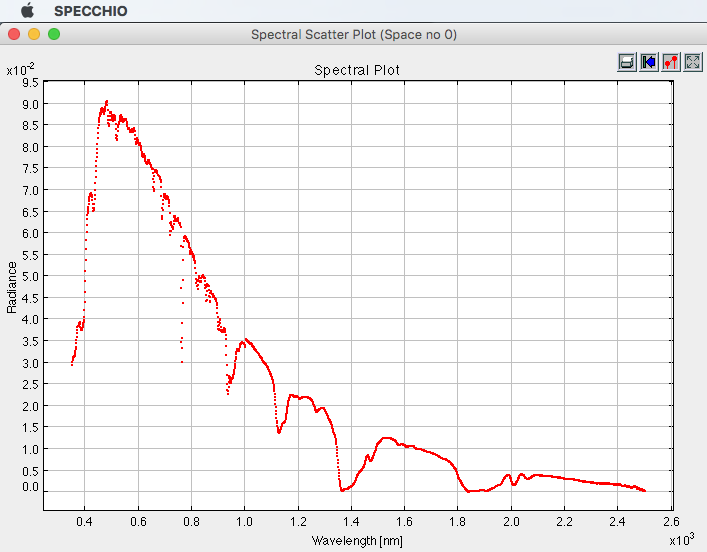 SPECCHIO
Spectral Scatter Plot (Space no 0)
x10-2
Spectral Plot
9.5
9.0
8.5
8.0
7.5
7.0
6.5
6.0
5.5
5.0
4.5
4.0
3.5
3.0
2.5
2.0
1.5
1.0
0.5
0.0
Radiance
0.4 0.6 0.8 1.0 1.2 1.4 1.6 1.8 2.0 2.2 2.4 2.6
Wavelength [nm]
x103